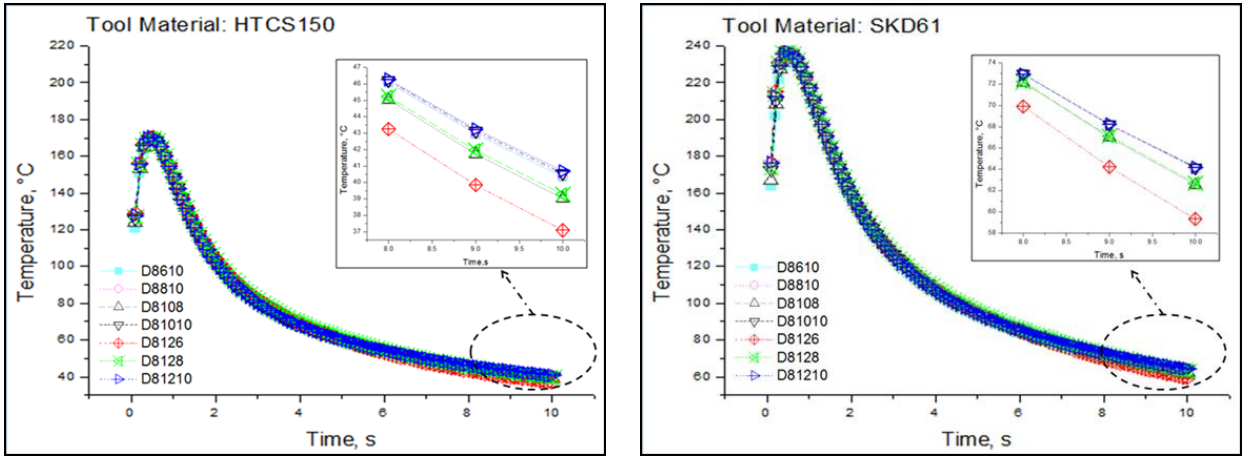 Tool Material: HTCS150
220
200
180
160
140
120
100
80
60
40
Temperature, °C
0
2
4
6
8
10
Time, s
D8610
D8810
D8108
D81010
D8126
D8128
D81210
47
46
45
44
43
42
41
40
39
38
37
Temperature, °C
8.0
8.5
9.0
9.5
10.0
Time,s
Tool Material: SKD61
240
220
200
180
160
140
120
100
80
60
Temperature, °C
0
2
4
6
8
10
Time, s
D8610
D8810
D8108
D81010
D8126
D8128
D81210
74
72
70
68
66
64
62
60
58
Temperature, °C
8.0
8.5
9.0
9.5
10.0
Time,s